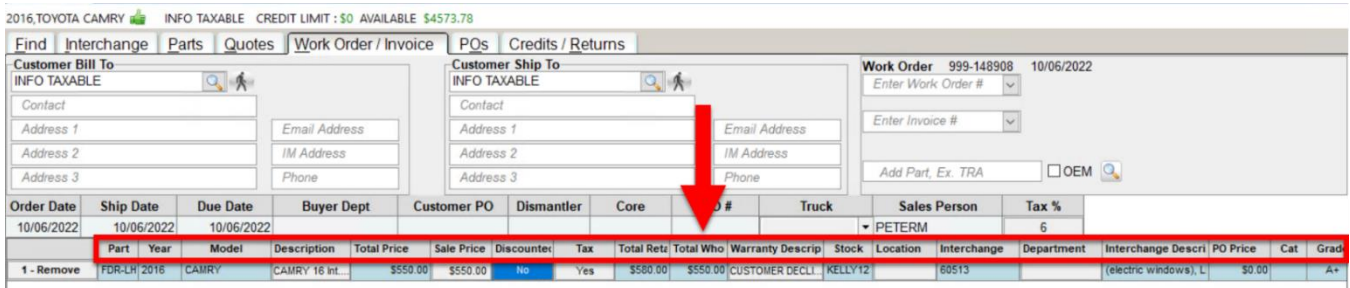 2016,TOYOTA CAMRY INFO TAXABLE CREDIT LIMIT : $0 AVAILABLE $4573.78
Find Interchange Parts Quotes Work Order / Invoice POs Credits / Returns
Customer Bill To Customer Ship To Work Order 999-148908 10/06/2022
INFO TAXABLE INFO TAXABLE Enter Work Order #
Contact Contact
Address 1 Email Address Address 1 Email Address Enter Invoice #
Address 2 IM Address Address 2 IM Address
Address 3 Phone Address 3 Phone Add Part, Ex. TRA OEM
Order Date Ship Date Due Date Buyer Dept Customer PO Dismantler Core # Truck Sales Person Tax %
10/06/2022 10/06/2022 10/06/2022 PETERM 6
Part Year Model Description Total Price Sale Price Discounted Tax Total Reta Total Who Warranty Descrip Stock Location Interchange Department Interchange Descri PO Price Cat Grade
1 - Remove FDR-LH 2016 CAMRY CAMRY 16 Int.... $550.00 $550.00 No Yes $580.00 $550.00 CUSTOMER DECLI... KELLY12 60513 (electric windows), L $0.00 A+